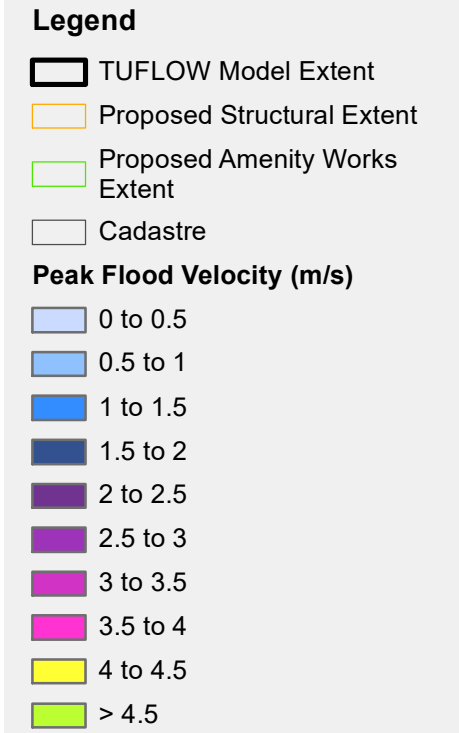 Legend
TUFLOW Model Extent
Proposed Structural Extent
Proposed Amenity Works
Extent
Cadastre
Peak Flood Velocity (m/s)
0 to 0.5
0.5 to 1
1 to 1.5
1.5 to 2
2 to 2.5
2.5 to 3
3 to 3.5
3.5 to 4
4 to 4.5
> 4.5